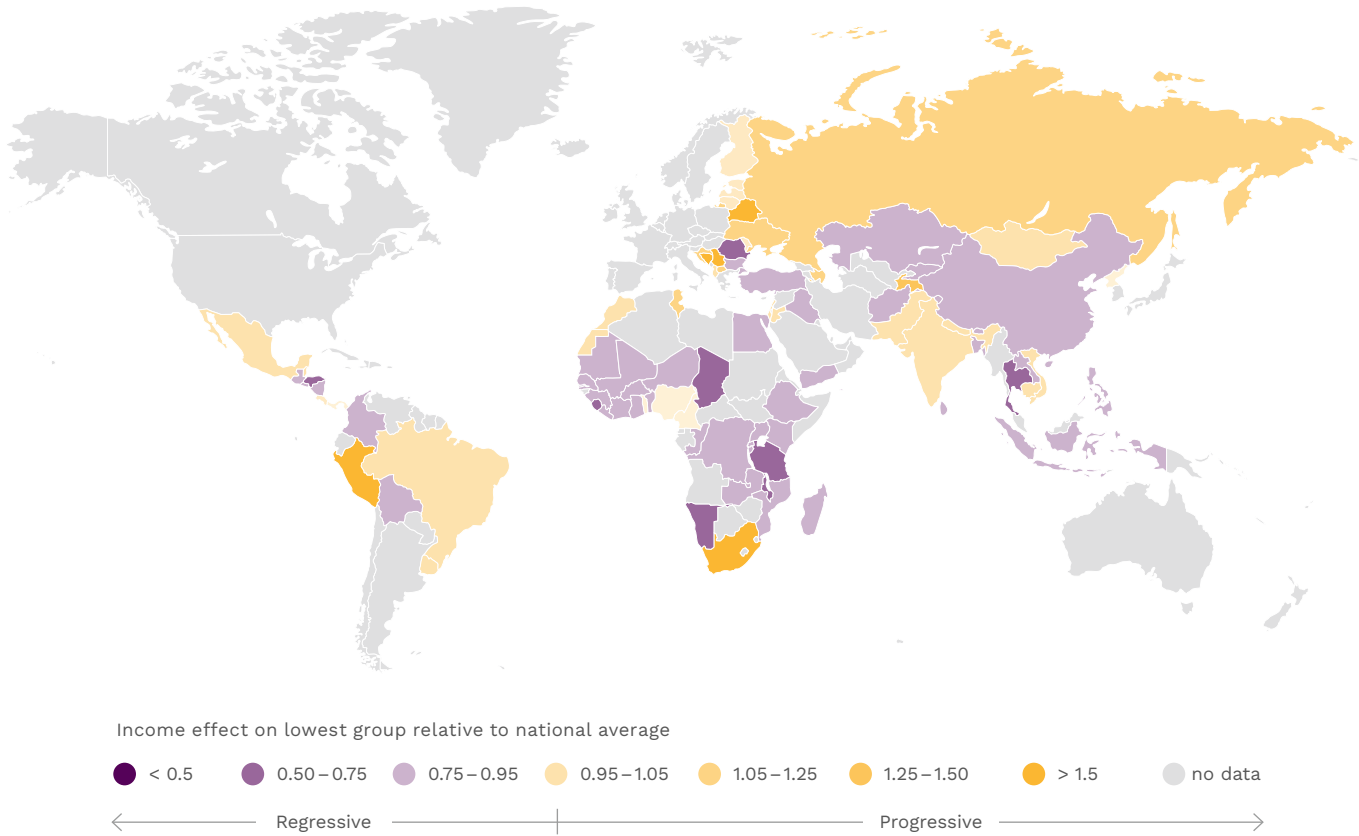 Income effect on lowest group relative to national average
< 0.5 0.50–0.75 0.75–0.95 0.95–1.05 1.05–1.25 1.25–1.50 > 1.5 no data
Regressive Progressive